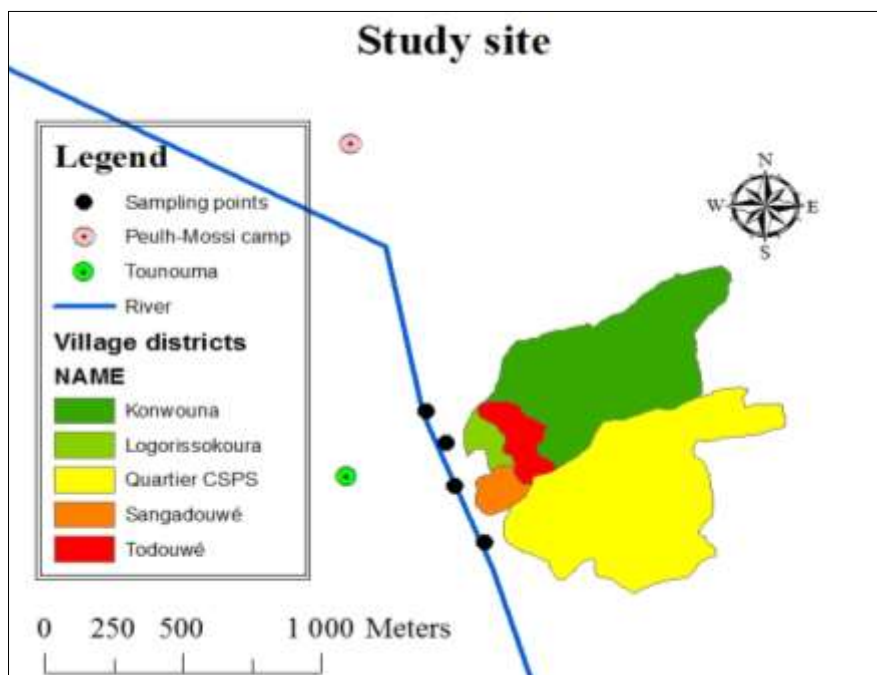 Study site
Legend
Sampling points
Peulh-Mossi camp
Tounouma
River
Village districts
NAME
Konwouna
Logorissokoura
Quartier CSPS
Sangadouwé
Todouwé
N
W E
S
0 250 500 1 000 Meters